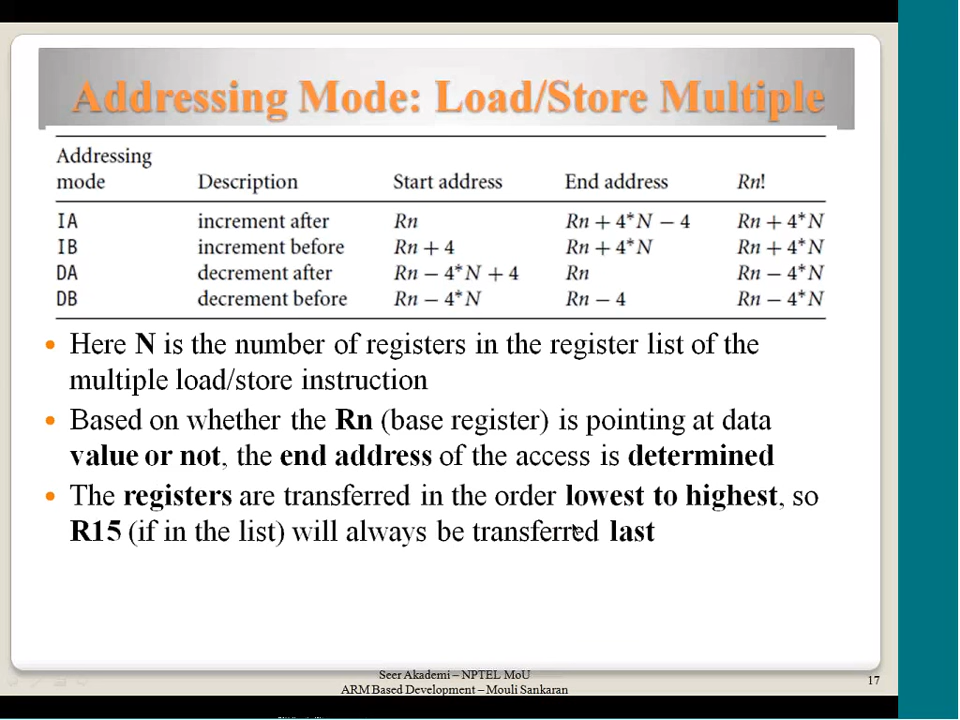 Addressing Mode: Load/Store Multiple
Addressing
mode Description Start address End address Rn!
IA increment after Rn Rn + 4*N − 4 Rn + 4*N
IB increment before Rn + 4 Rn + 4*N Rn + 4*N
DA decrement after Rn − 4*N + 4 Rn Rn − 4*N
DB decrement before Rn − 4*N Rn − 4 Rn − 4*N
• Here N is the number of registers in the register list of the
multiple load/store instruction
• Based on whether the Rn (base register) is pointing at data
value or not, the end address of the access is determined
• The registers are transferred in the order lowest to highest, so
R15 (if in the list) will always be transferred last
Seer Akademi – NPTEL MoU
ARM Based Development – Mouli Sankaran
17